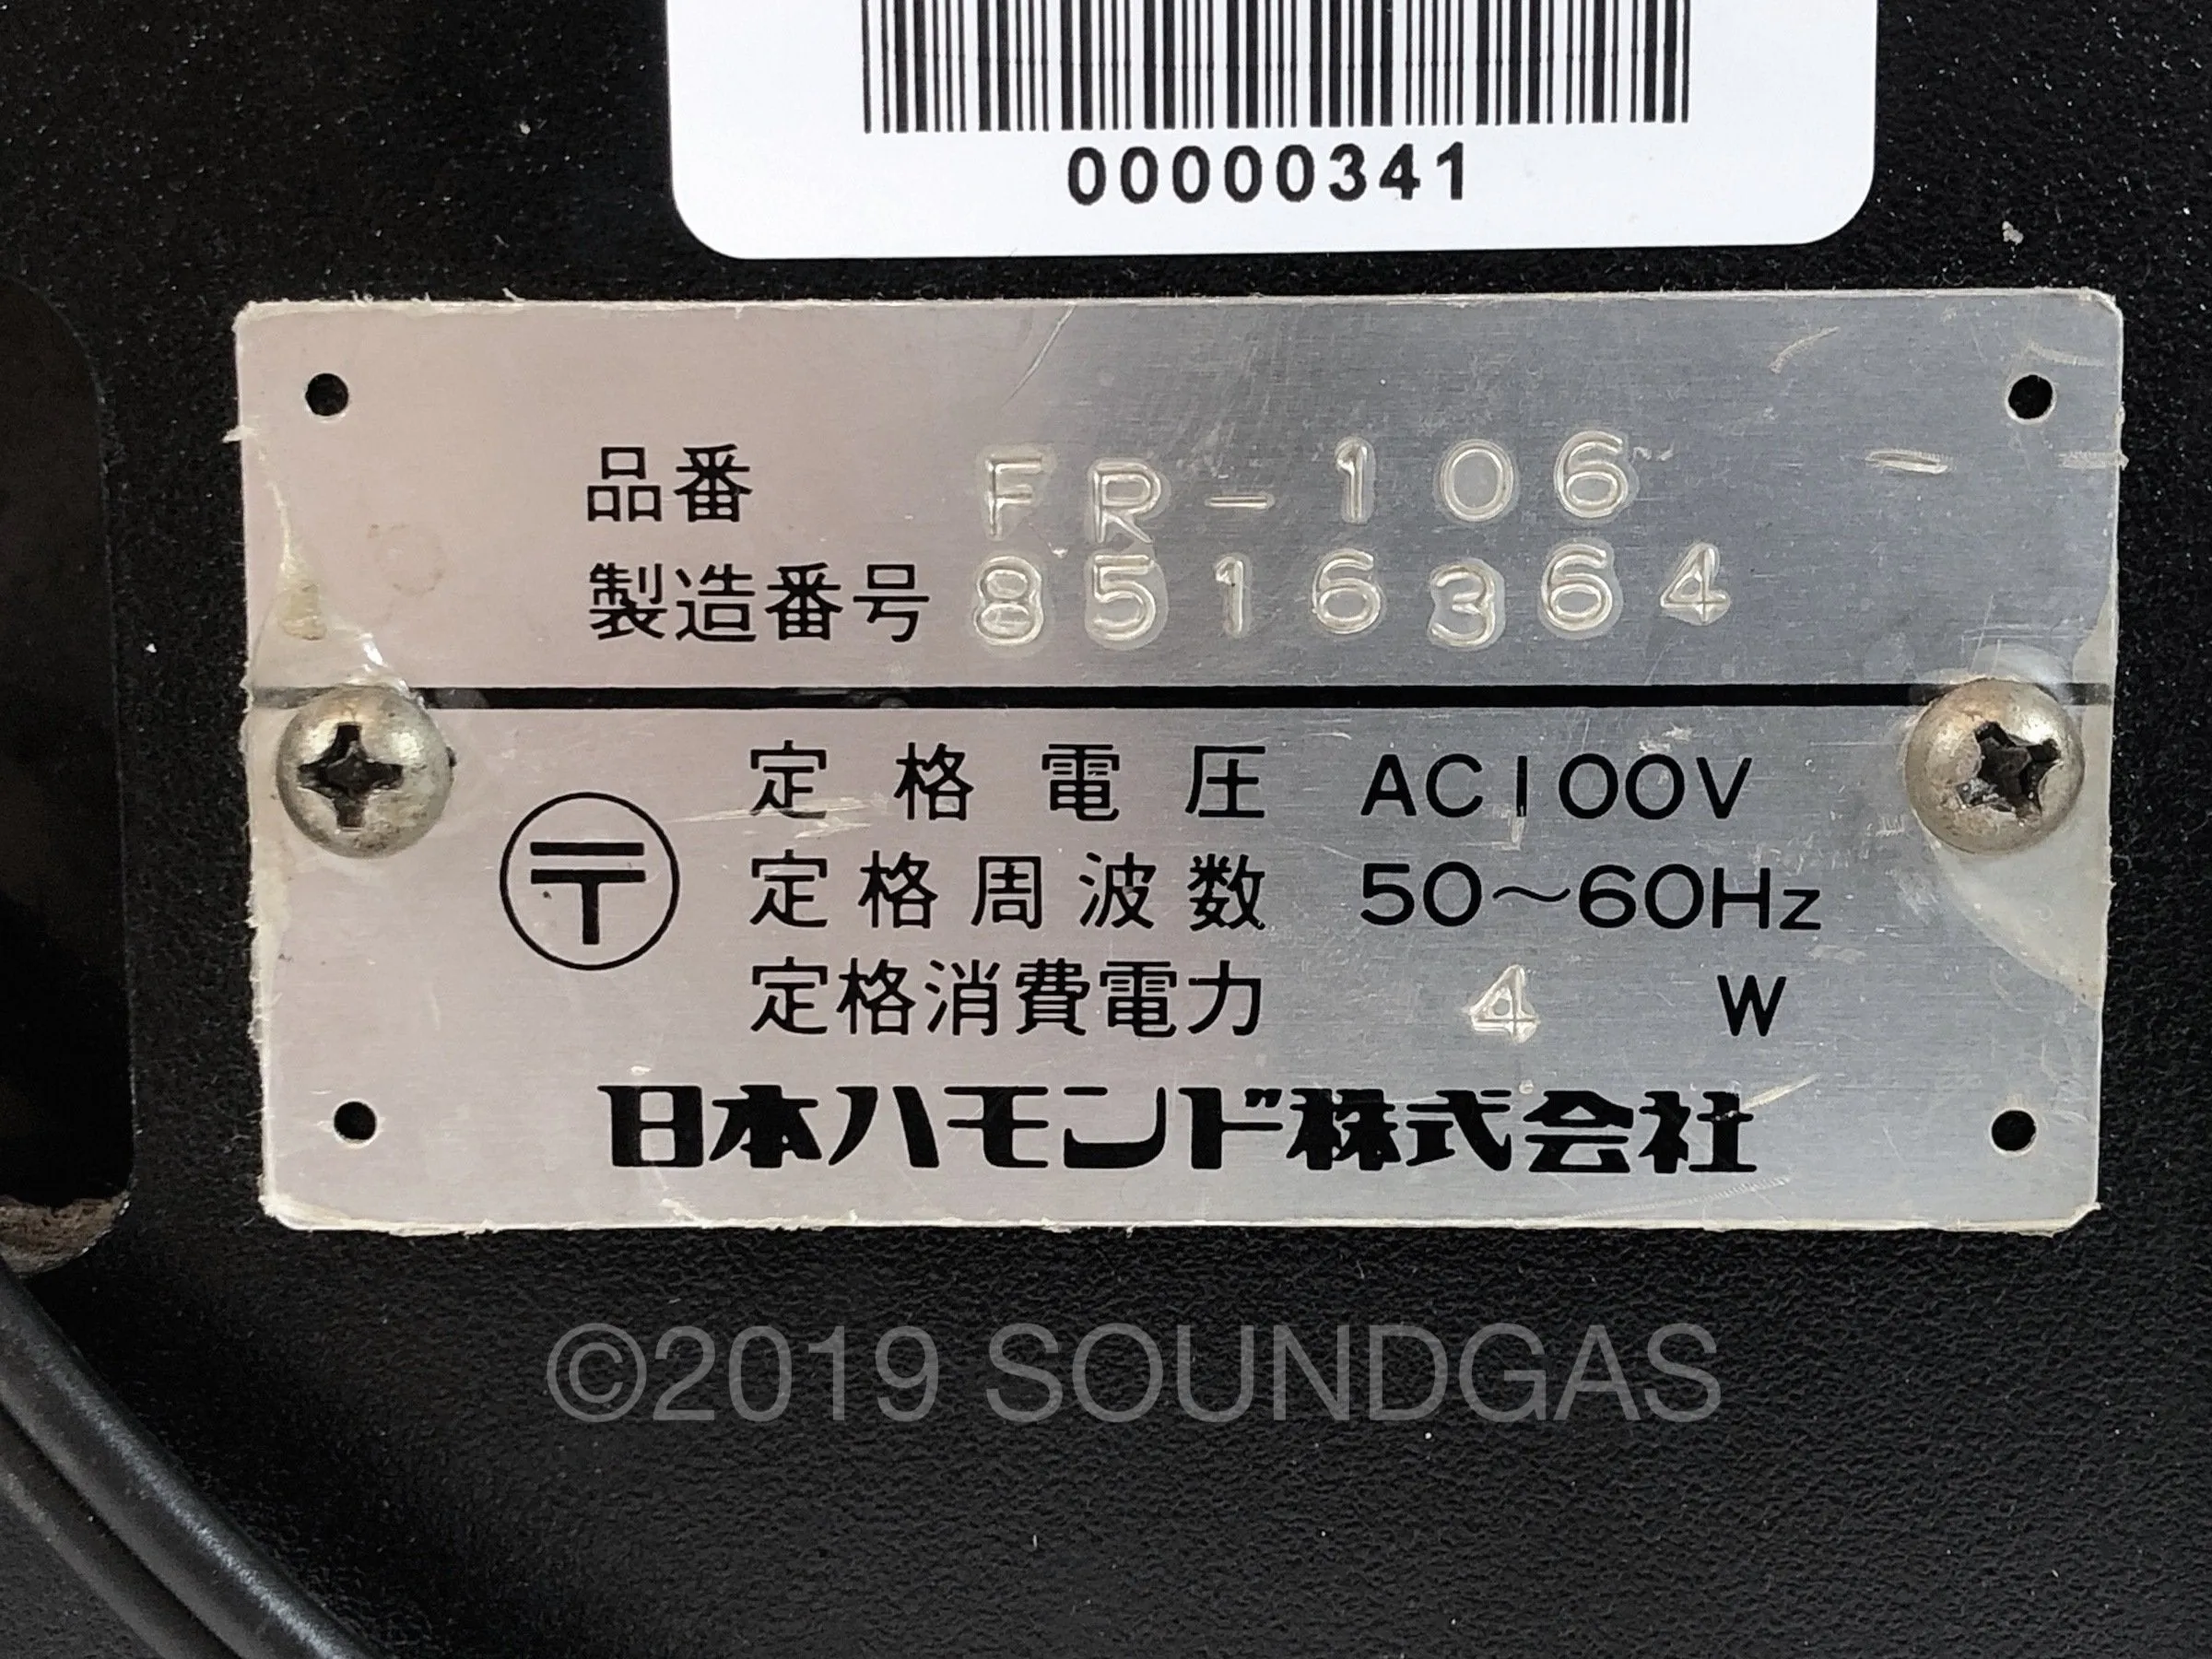 00000341
品番 FR-106
製造番号 8516364
定格電圧 AC100V
〒 定格周波数 50～60Hz
定格消費電力 4 W
日本ハモンド株式会社
©2019 SOUNDGAS